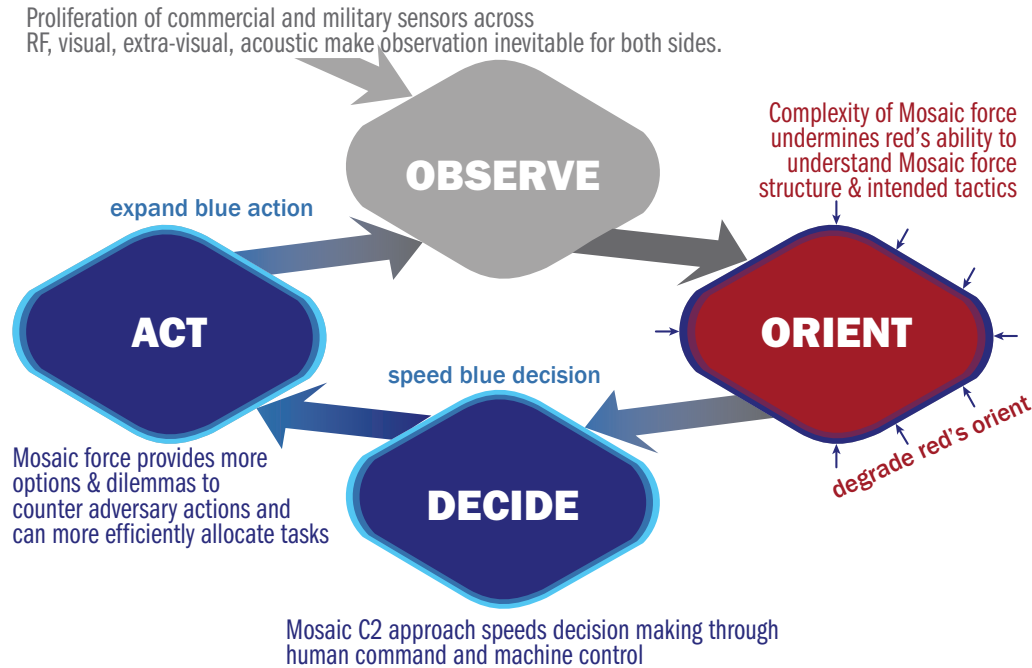 Proliferation of commercial and military sensors across
RF, visual, extra-visual, acoustic make observation inevitable for both sides.
OBSERVE
Complexity of Mosaic force
undermines red's ability to
understand Mosaic force
structure & intended tactics
expand blue action
ACT
ORIENT
speed blue decision
degrade red's orient
Mosaic force provides more
options & dilemmas to
counter adversary actions and
can more efficiently allocate tasks
DECIDE
Mosaic C2 approach speeds decision making through
human command and machine control